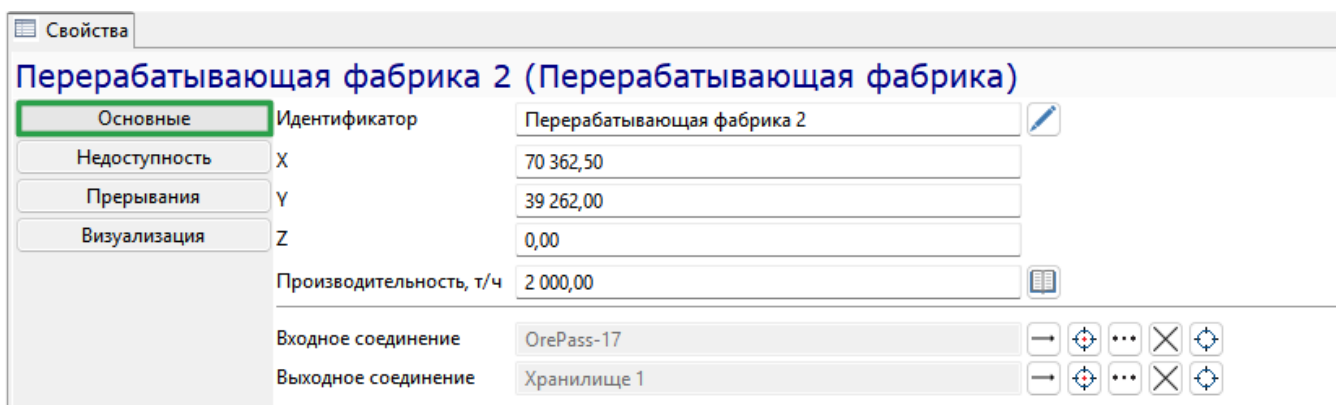 Свойства
Перерабатывающая фабрика 2 (Перерабатывающая фабрика)
Основные
Недоступность
Прерывания
Визуализация
Идентификатор Перерабатывающая фабрика 2
X 70 362,50
Y 39 262,00
Z 0,00
Производительность, т/ч 2 000,00
Входное соединение OrePass-17
Выходное соединение Хранилище 1